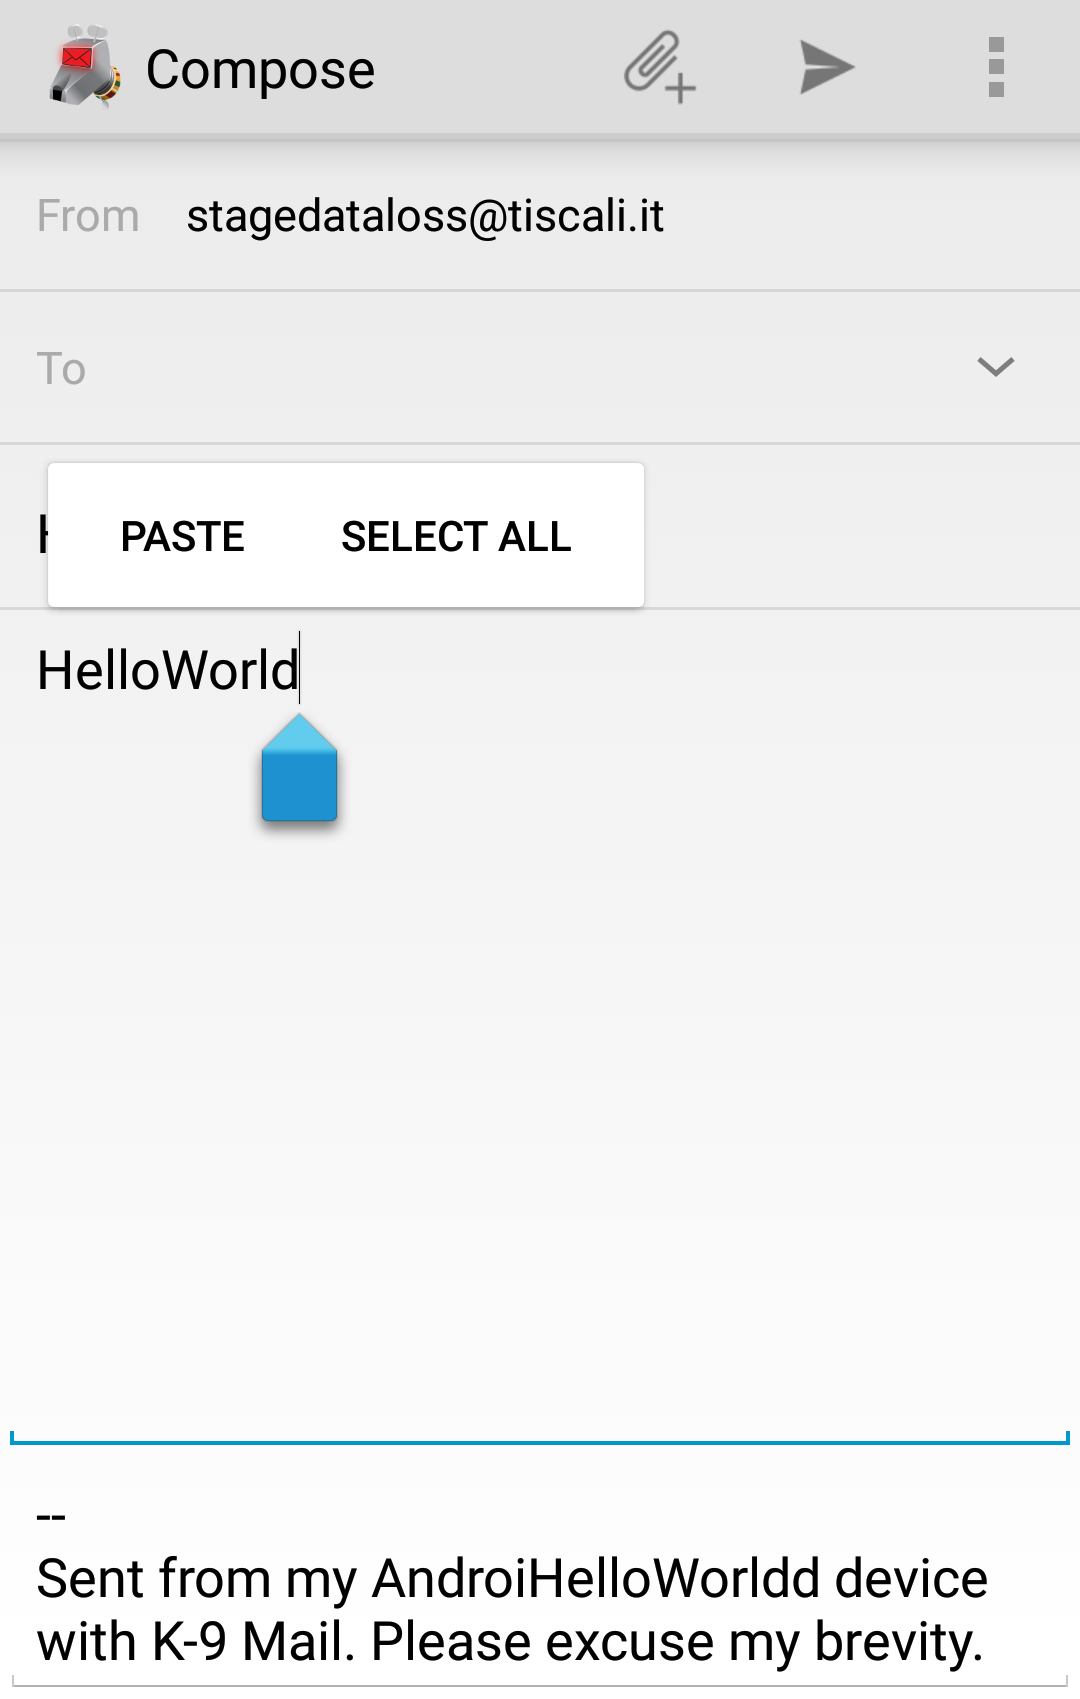 Compose
From stagedataloss@tiscali.it
To
PASTE SELECT ALL
HelloWorld
--
Sent from my AndroiHelloWorldd device
with K-9 Mail. Please excuse my brevity.